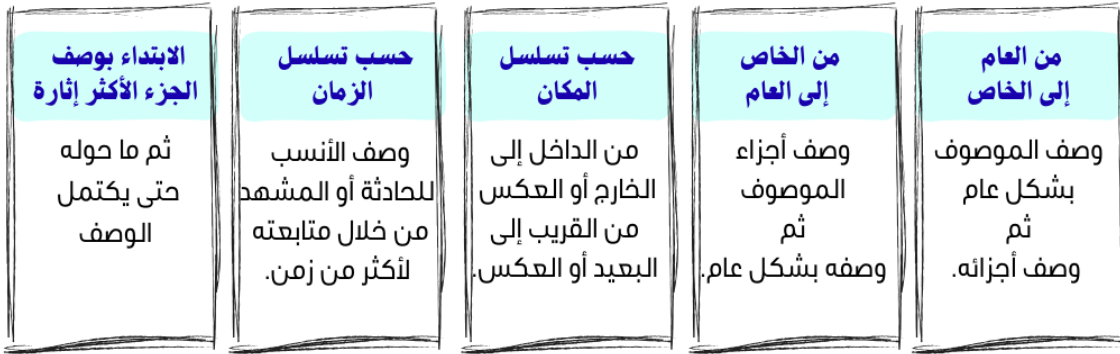 من العام
إلى الخاص
وصف الموصوف
بشكل عام
ثم
وصف أجزائه.
من الخاص
إلى العام
وصف أجزاء
الموصوف
ثم
وصفه بشكل عام.
حسب تسلسل
المكان
من الداخل إلى
الخارج أو العكس
من القريب إلى
البعيد أو العكس.
حسب تسلسل
الزمان
وصف الأنسب
للحادثة أو المشهد
من خلال متابعته
لأكثر من زمن.
الابتداء بوصف
الجزء الأكثر إثارة
ثم ما حوله
حتى يكتمل
الوصف